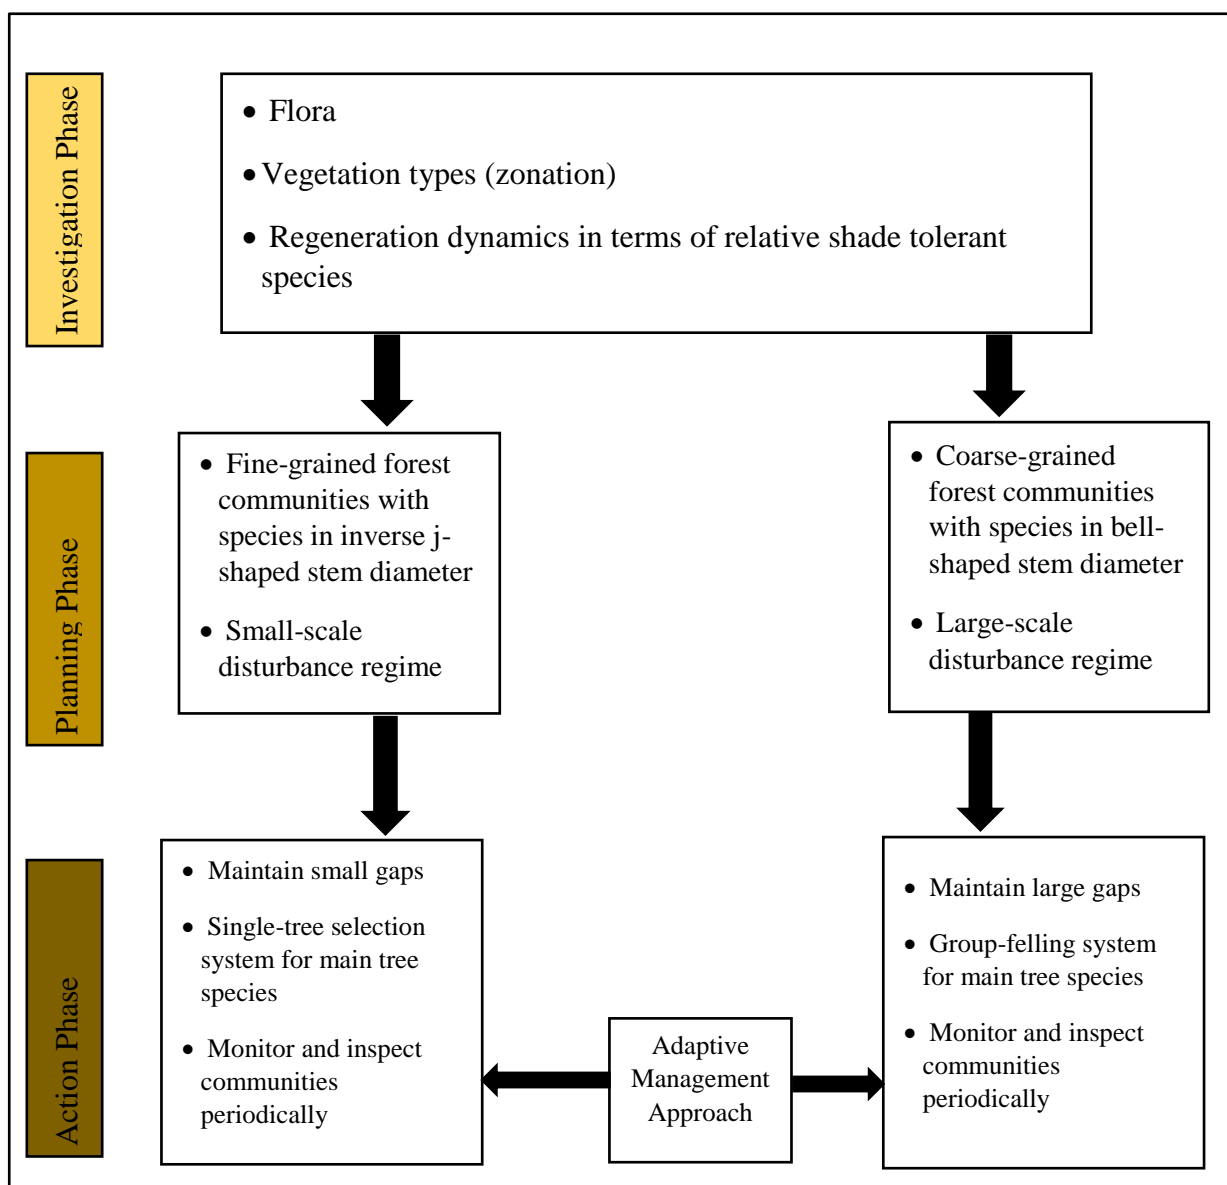 Investigation Phase
• Flora
• Vegetation types (zonation)
• Regeneration dynamics in terms of relative shade tolerant
species
Planning Phase
• Fine-grained forest
communities with
species in inverse j-
shaped stem diameter
• Small-scale
disturbance regime
• Coarse-grained
forest communities
with species in bell-
shaped stem diameter
• Large-scale
disturbance regime
Action Phase
• Maintain small gaps
• Single-tree selection
system for main tree
species
• Monitor and inspect
communities
periodically
Adaptive
Management
Approach
• Maintain large gaps
• Group-felling system
for main tree species
• Monitor and inspect
communities
periodically